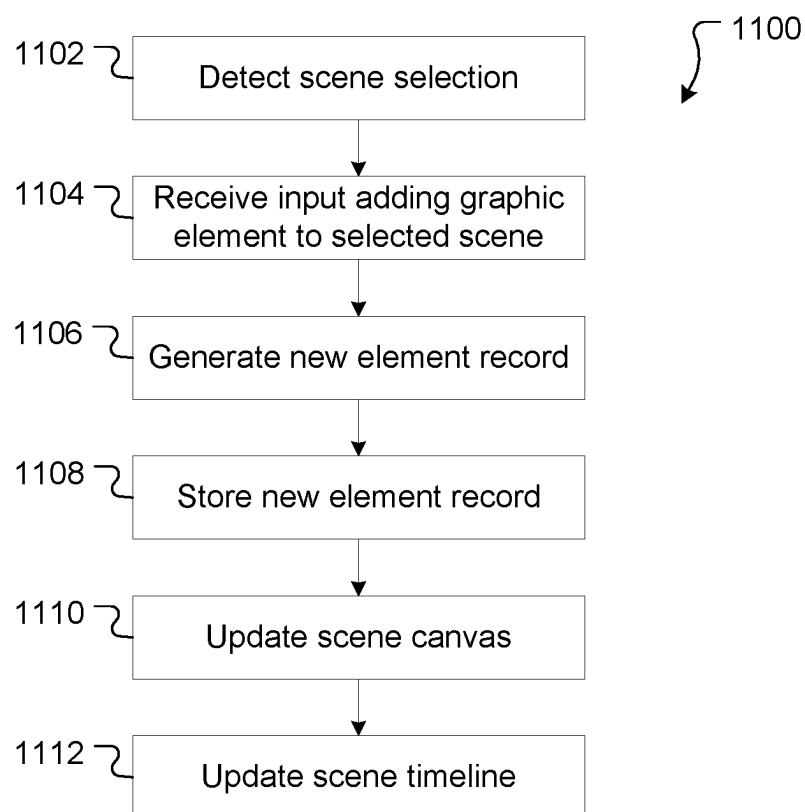 1100
1102
Detect scene selection
1104
Receive input adding graphic
element to selected scene
1106
Generate new element record
1108
Store new element record
1110
Update scene canvas
1112
Update scene timeline